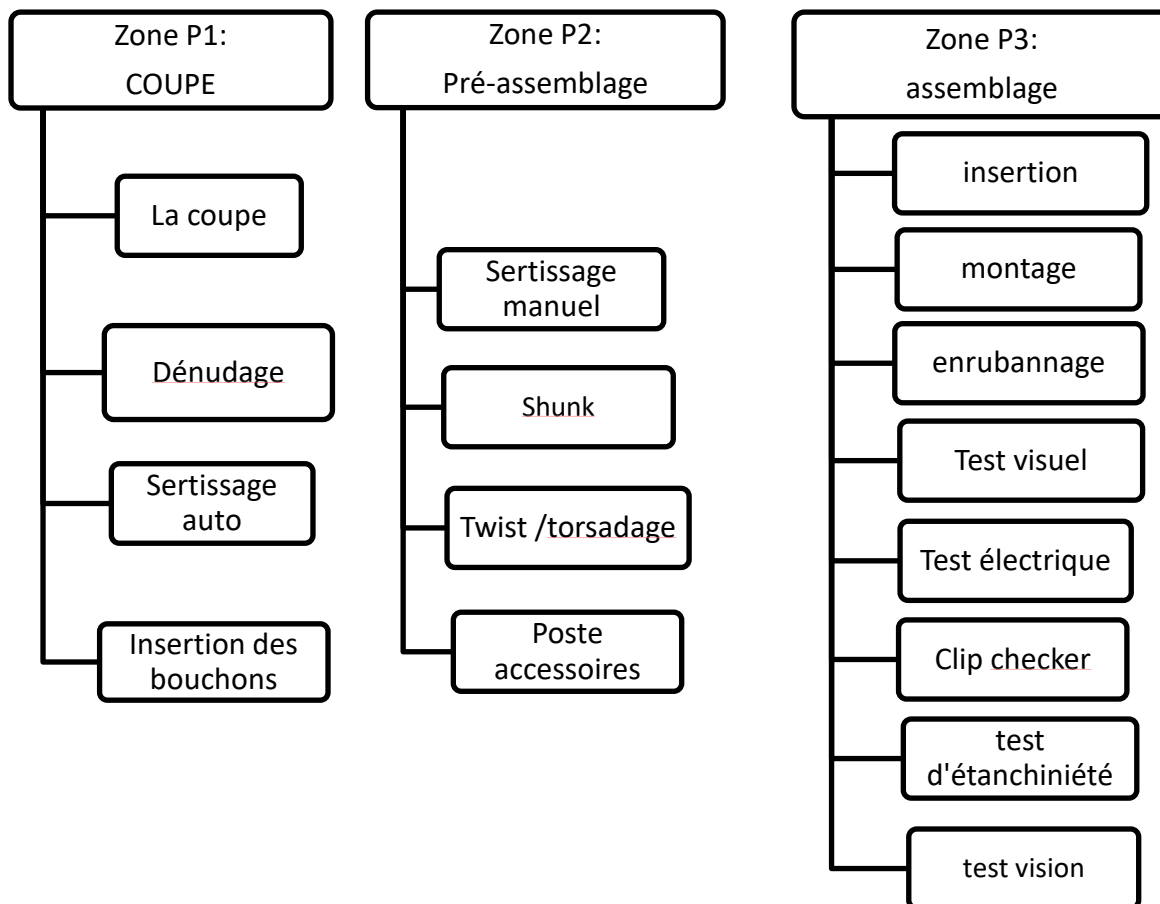 Zone P1:
COUPE
La coupe
Dénudage
Sertissage
auto
Insertion des
bouchons
Zone P2:
Pré-assemblage
Sertissage
manuel
Shunk
Twist /torsadage
Poste
accessoires
Zone P3:
assemblage
insertion
montage
enrubannage
Test visuel
Test électrique
Clip checker
test
d'étanchiniété
test vision